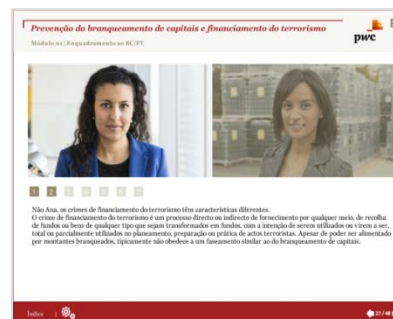 Prevenção do branqueamento de capitais e financiamento do terrorismo
Módulo 01 | Enquadramento ao BC/FT
pwc
1 2 3 4 5 6
Não Ana, os crimes de financiamento do terrorismo têm características diferentes.
O crime de financiamento do terrorismo é um processo directo ou indirecto de fornecimento por qualquer meio, de recolha
de fundos ou bens de qualquer tipo que sejam transformados em fundos, com a intenção de serem utilizados ou virem a ser,
total ou parcialmente utilizados no planeamento, preparação ou prática de actos terroristas. Apesar de poder ser alimentado
por montantes branqueados, tipicamente não obedece a um faseamento similar ao do branqueamento de capitais.
Índice |
27 / 48